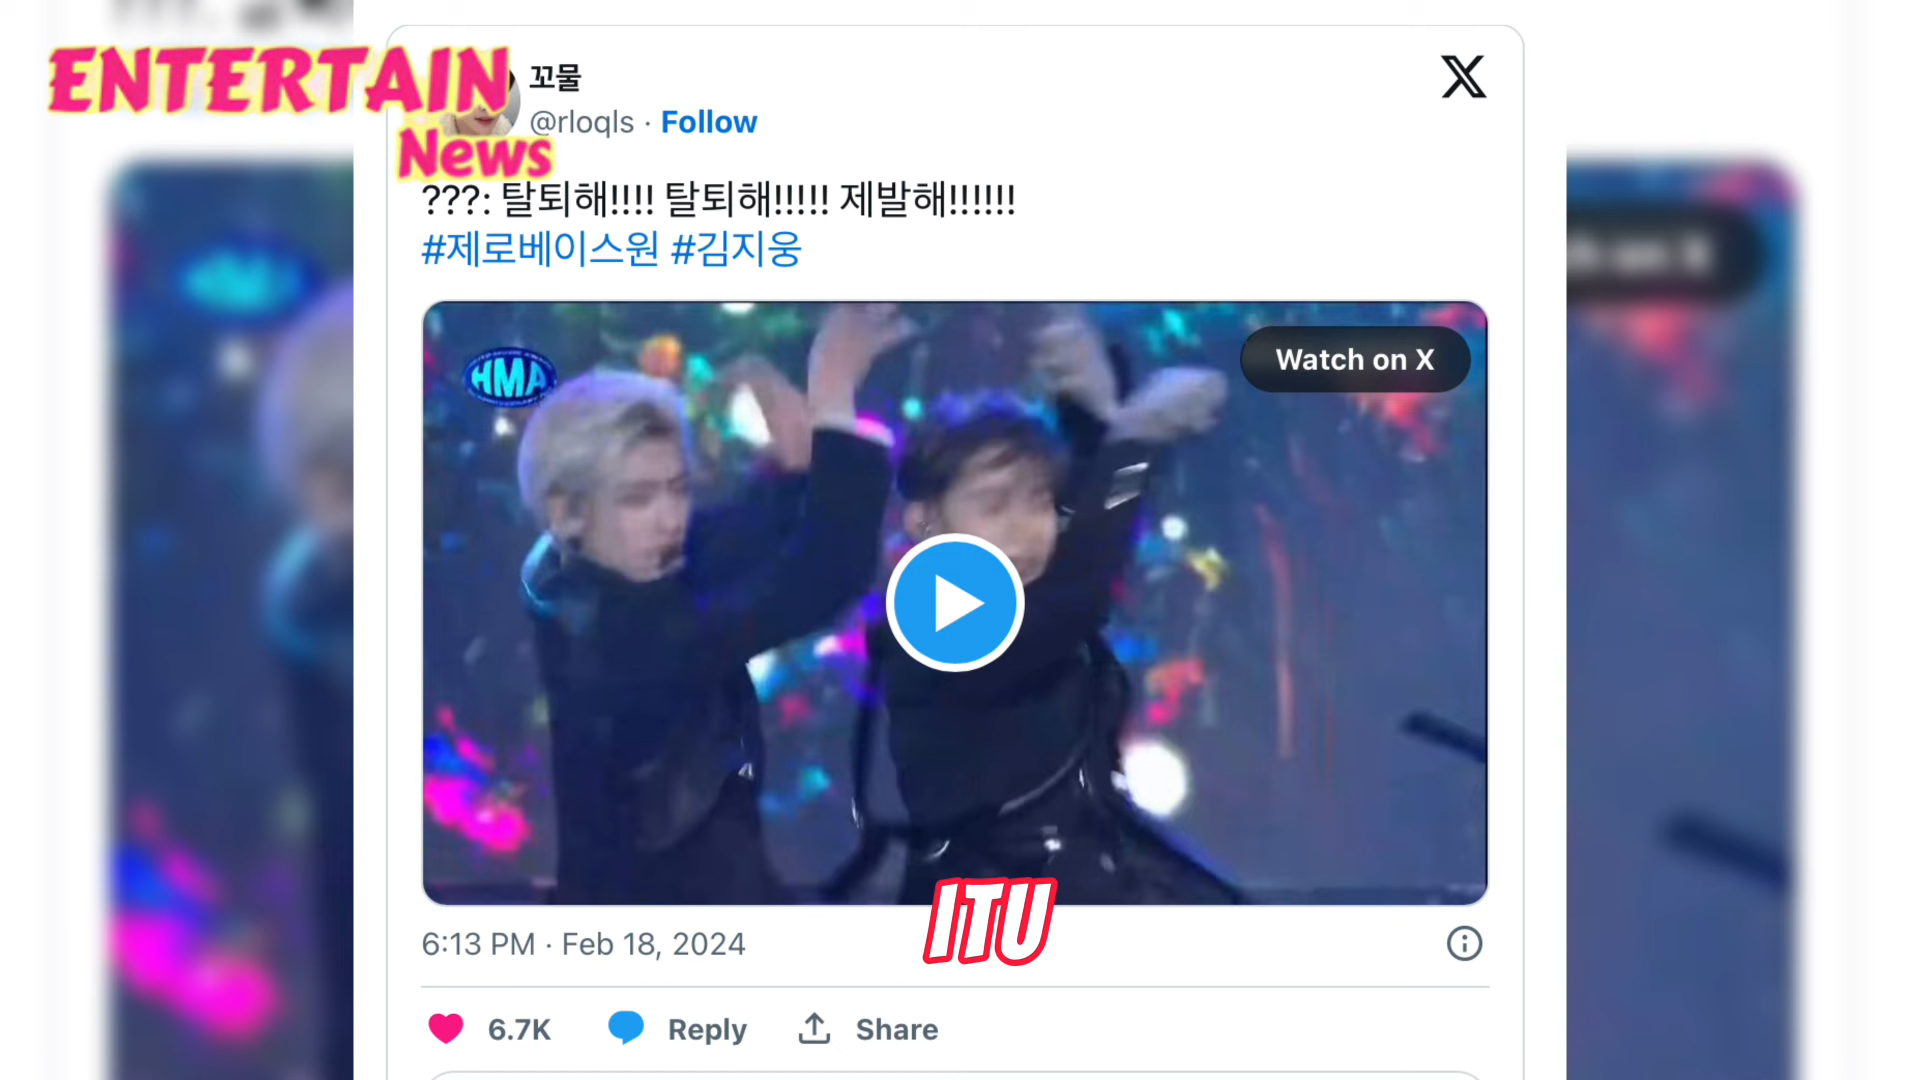 ENTERTAIN
News
꼬물
@rloqls · Follow
???: 탈퇴해!!!! 탈퇴해!!!!! 제발해!!!!!!
#제로베이스원 #김지웅
HMA
Watch on X
ITU
6:13 PM · Feb 18, 2024
6.7K
Reply
Share